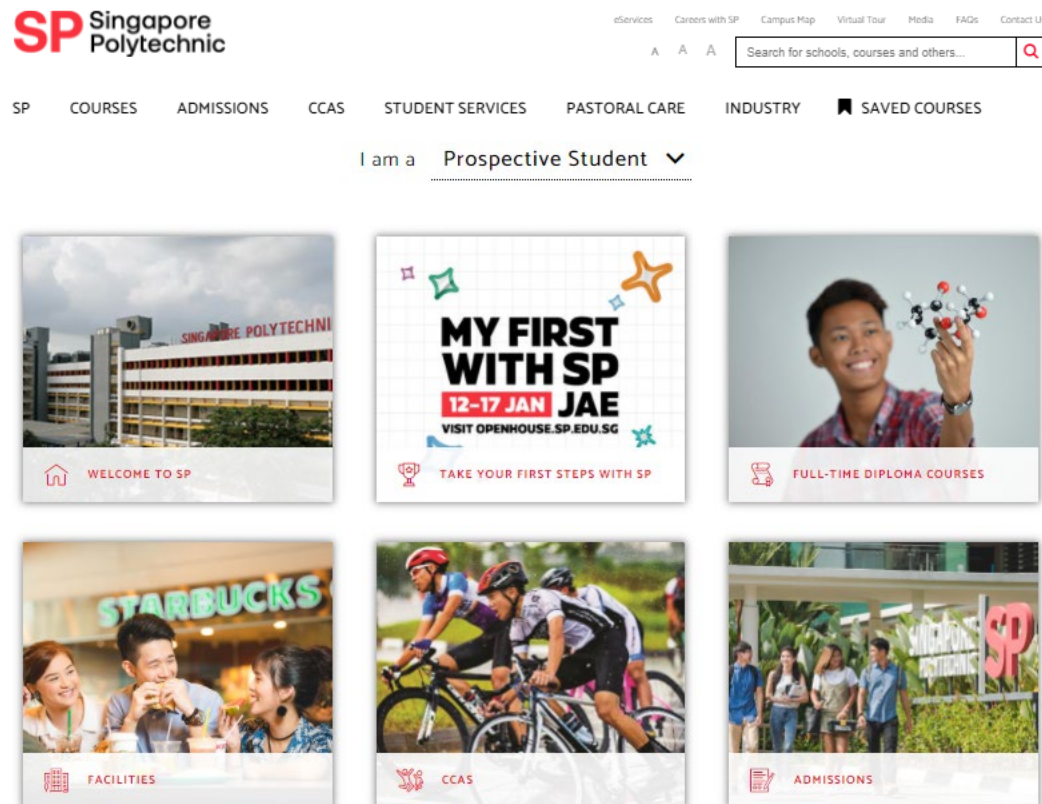 SP Singapore
Polytechnic
eServices Careers with SP Campus Map Virtual Tour Media FAQs Contact U
A A A Search for schools, courses and others...
SP COURSES ADMISSIONS CCAS STUDENT SERVICES PASTORAL CARE INDUSTRY SAVED COURSES
I am a Prospective Student
SINGAPORE POLYTECHNI
WELCOME TO SP
MY FIRST
WITH SP
12–17 JAN JAE
VISIT OPENHOUSE.SP.EDU.SG
TAKE YOUR FIRST STEPS WITH SP
FULL-TIME DIPLOMA COURSES
STARBUCKS
FACILITIES
CCAS
SINGAPORE
POLYTECHNIC
SP
ADMISSIONS